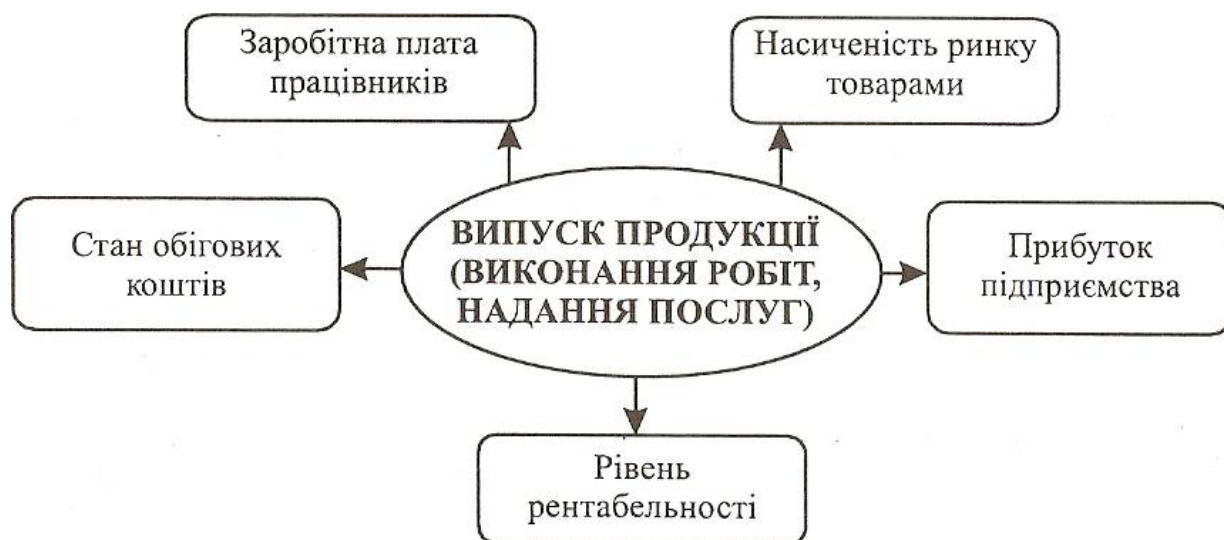 Заробітна плата
працівників
Насиченість ринку
товарами
Стан обігових
коштів
ВИПУСК ПРОДУКЦІЇ
(ВИКОНАННЯ РОБІТ,
НАДАННЯ ПОСЛУГ)
Прибуток
підприємства
Рівень
рентабельності